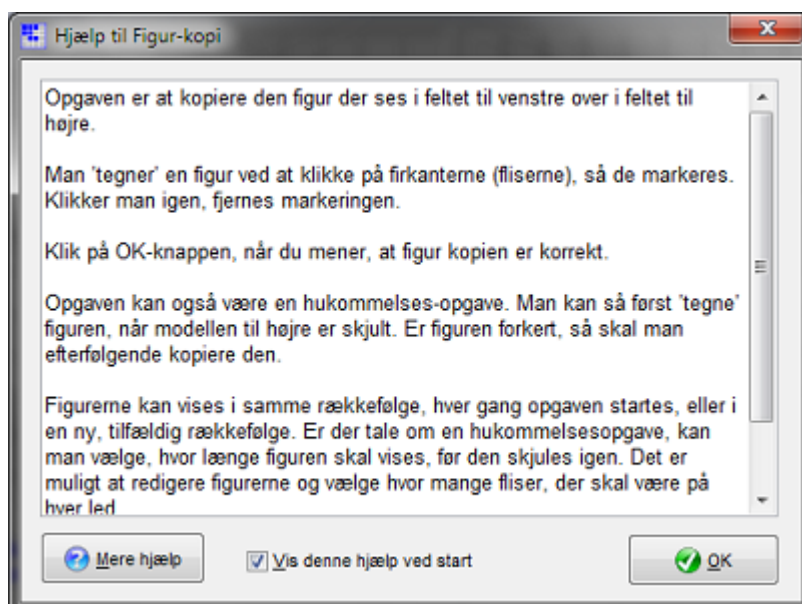 Hjælp til Figur-kopi
Opgaven er at kopiere den figur der ses i feltet til venstre over i feltet til
højre.
Man 'tegner' en figur ved at klikke på firkanterne (fliserne), så de markeres.
Klikker man igen, fjernes markeringen.
Klik på OK-knappen, når du mener, at figur kopien er korrekt.
Opgaven kan også være en hukommelses-opgave. Man kan så først 'tegne'
figuren, når modellen til højre er skjult. Er figuren forkert, så skal man
efterfølgende kopiere den.
Figurerne kan vises i samme rækkefølge, hver gang opgaven startes, eller i
en ny, tilfældig rækkefølge. Er der tale om en hukommelsesopgave, kan
man vælge, hvor længe figuren skal vises, før den skjules igen. Det er
muligt at redigere figurerne og vælge hvor mange fliser, der skal være på
hver led
Mere hjælp
Vis denne hjælp ved start
OK